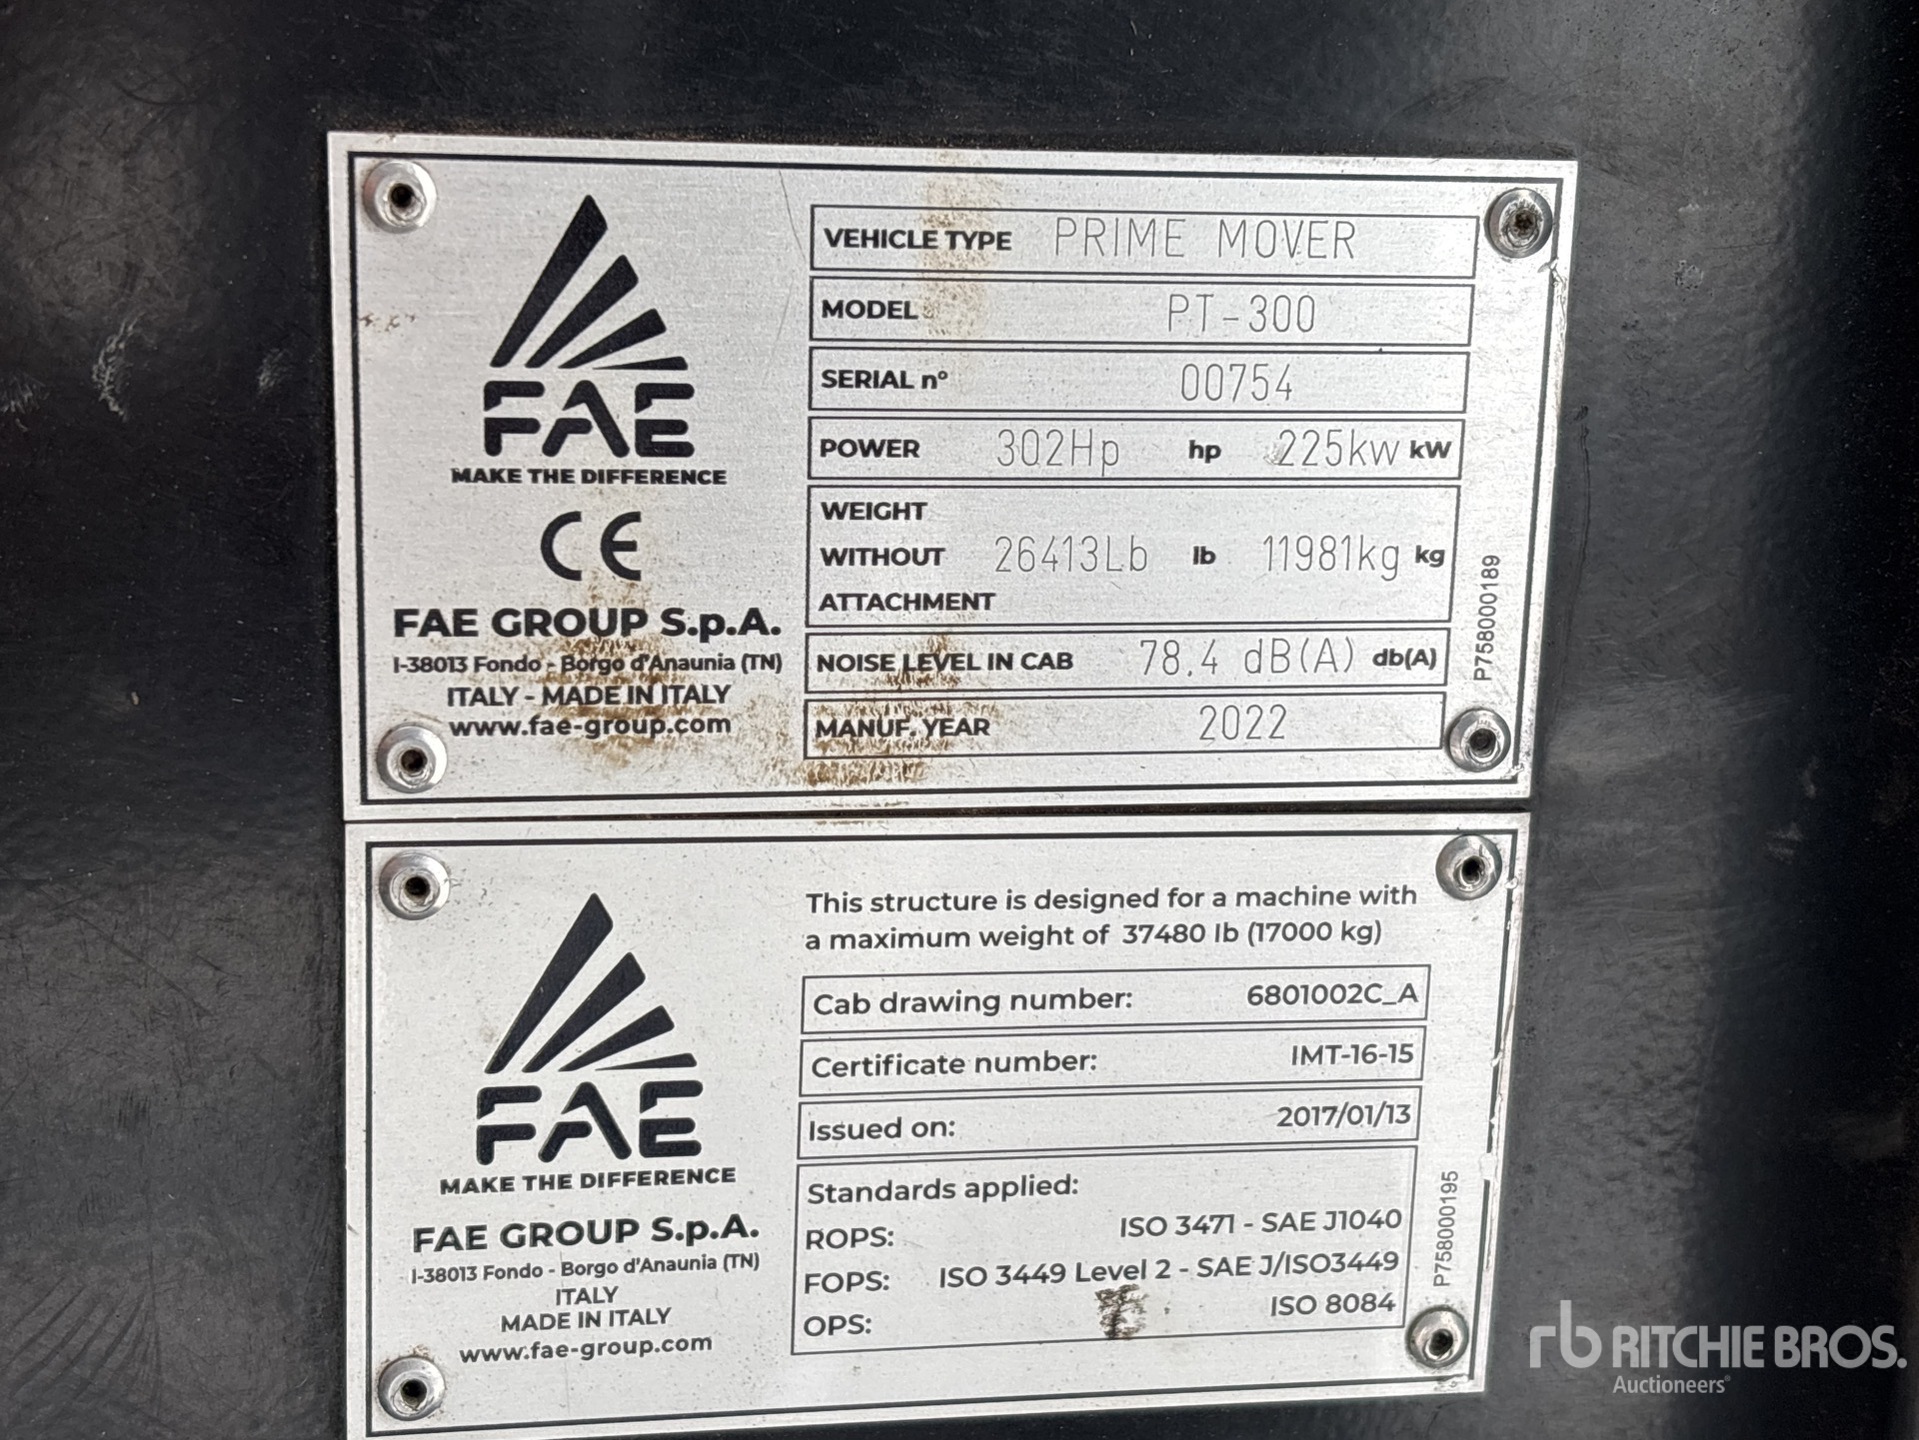 FAE
MAKE THE DIFFERENCE
CE
FAE GROUP S.p.A.
I-38013 Fondo - Borgo d'Anaunia (TN)
ITALY - MADE IN ITALY
www.fae-group.com
VEHICLE TYPE PRIME MOVER
MODEL PT-300
SERIAL n° 00754
POWER 302Hp hp 225kw kW
WEIGHT
WITHOUT 26413Lb lb 11981kg kg
ATTACHMENT
NOISE LEVEL IN CAB 78.4 dB(A) db(A)
MANUF. YEAR 2022
P758000189
FAE
MAKE THE DIFFERENCE
FAE GROUP S.p.A.
I-38013 Fondo - Borgo d'Anaunia (TN)
ITALY
MADE IN ITALY
www.fae-group.com
This structure is designed for a machine with
a maximum weight of 37480 lb (17000 kg)
Cab drawing number: 6801002C_A
Certificate number: IMT-16-15
Issued on: 2017/01/13
Standards applied:
ROPS: ISO 3471 - SAE J1040
FOPS: ISO 3449 Level 2 - SAE J/ISO3449
OPS: ISO 8084
P758000195
rb RITCHIE BROS.
Auctioneers®